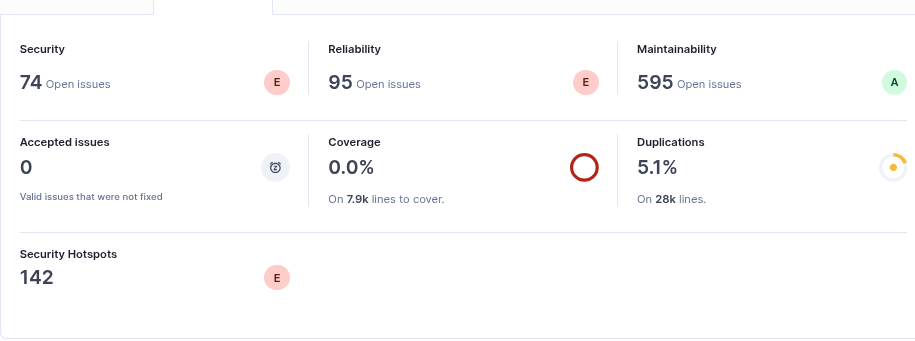 Security
74 Open issues
E
Reliability
95 Open issues
E
Maintainability
595 Open issues
A
Accepted issues
0
Valid issues that were not fixed
Coverage
0.0%
On 7.9k lines to cover.
Duplications
5.1%
On 28k lines.
Security Hotspots
142
E